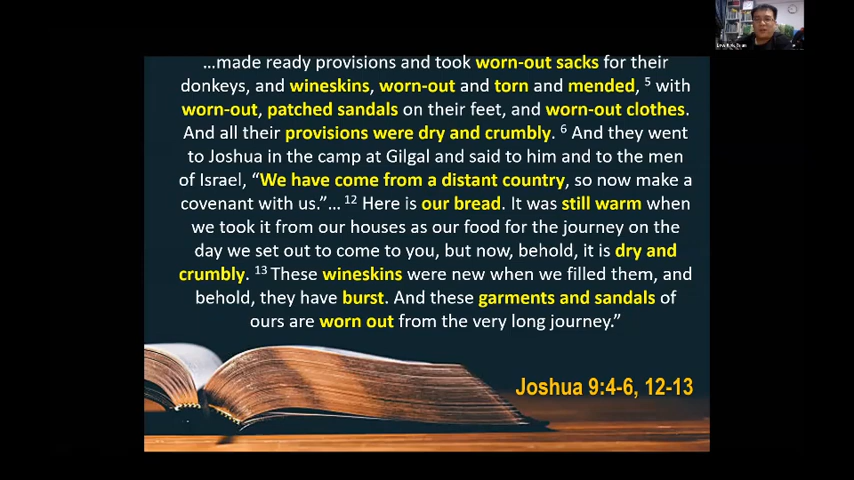 …made ready provisions and took worn-out sacks for their
donkeys, and wineskins, worn-out and torn and mended, ⁵ with
worn-out, patched sandals on their feet, and worn-out clothes.
And all their provisions were dry and crumbly. ⁶ And they went
to Joshua in the camp at Gilgal and said to him and to the men
of Israel, “We have come from a distant country, so now make a
covenant with us.”… ¹² Here is our bread. It was still warm when
we took it from our houses as our food for the journey on the
day we set out to come to you, but now, behold, it is dry and
crumbly. ¹³ These wineskins were new when we filled them, and
behold, they have burst. And these garments and sandals of
ours are worn out from the very long journey.”
Joshua 9:4-6, 12-13